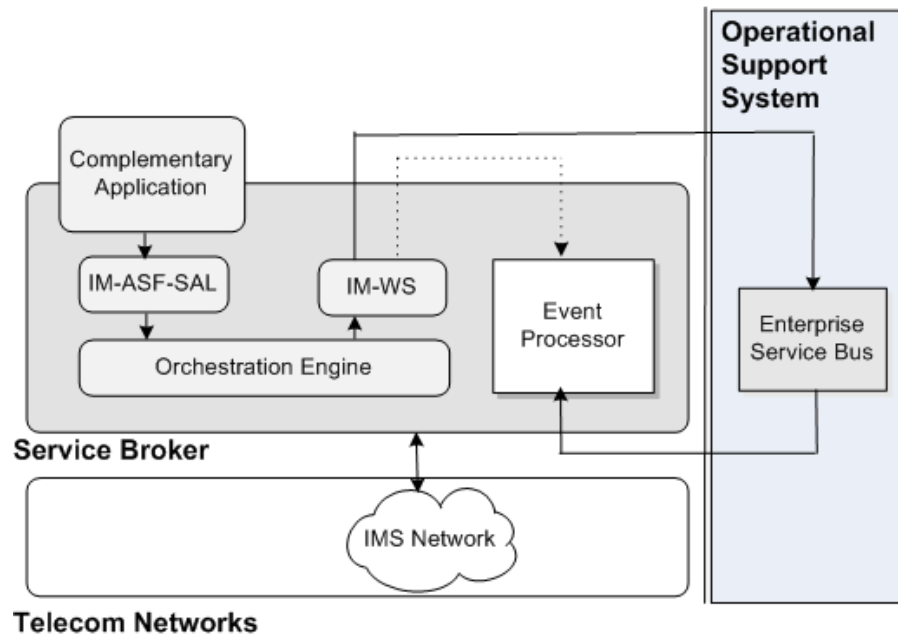 Operational
Support
System
Complementary
Application
IM-ASF-SAL
IM-WS
Event
Processor
Enterprise
Service Bus
Orchestration Engine
Service Broker
IMS Network
Telecom Networks